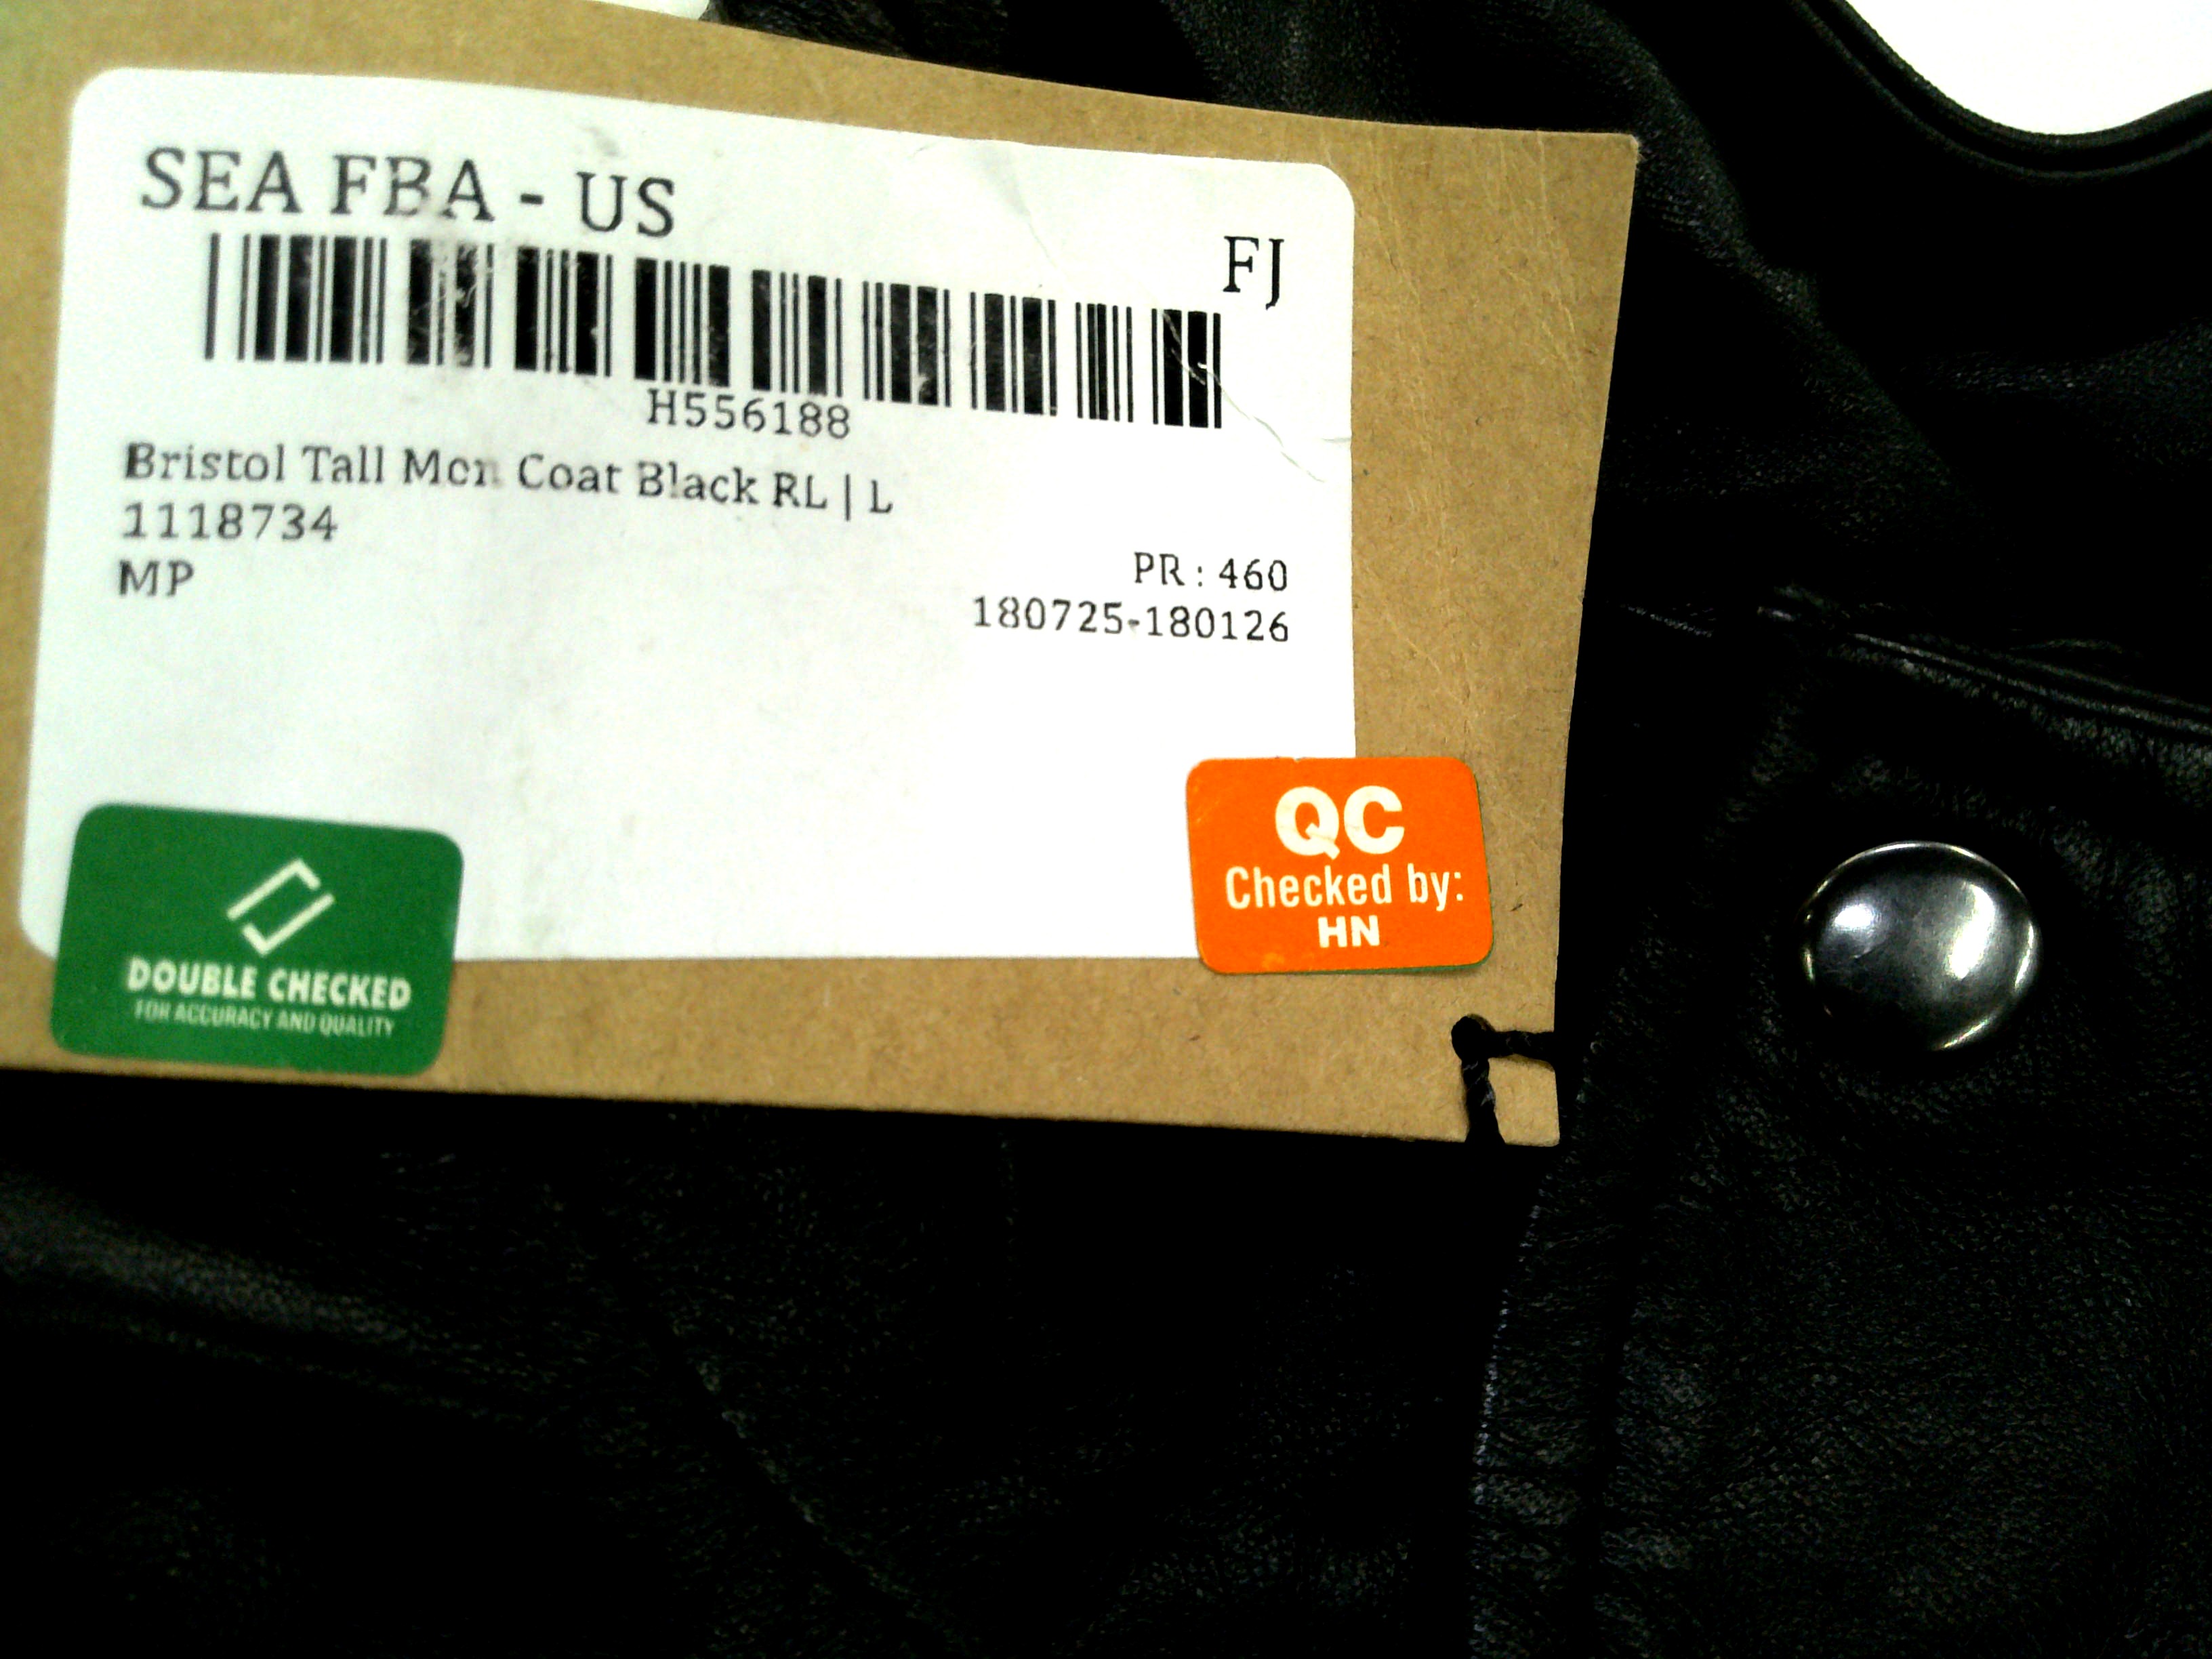 SEA FBA - US
FJ
H556188
Bristol Tall Men Coat Black RL | L
1118734
MP
PR : 460
180725-180126
QC
Checked by:
HN
DOUBLE CHECKED
FOR ACCURACY AND QUALITY